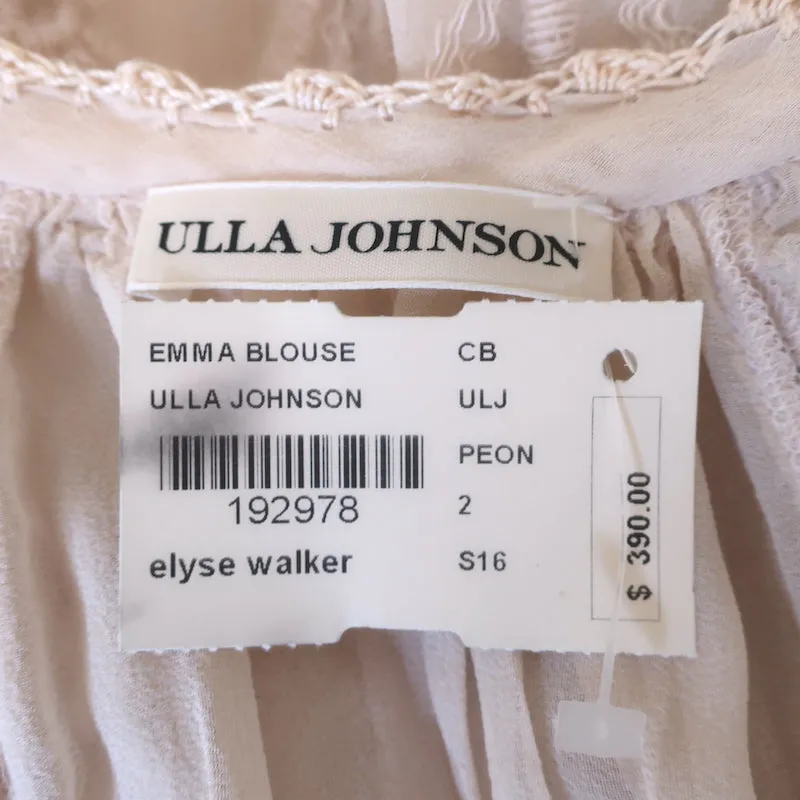 ULLA JOHNSON
EMMA BLOUSE CB
ULLA JOHNSON ULJ
PEON
192978 2
elyse walker S16
$ 390.00